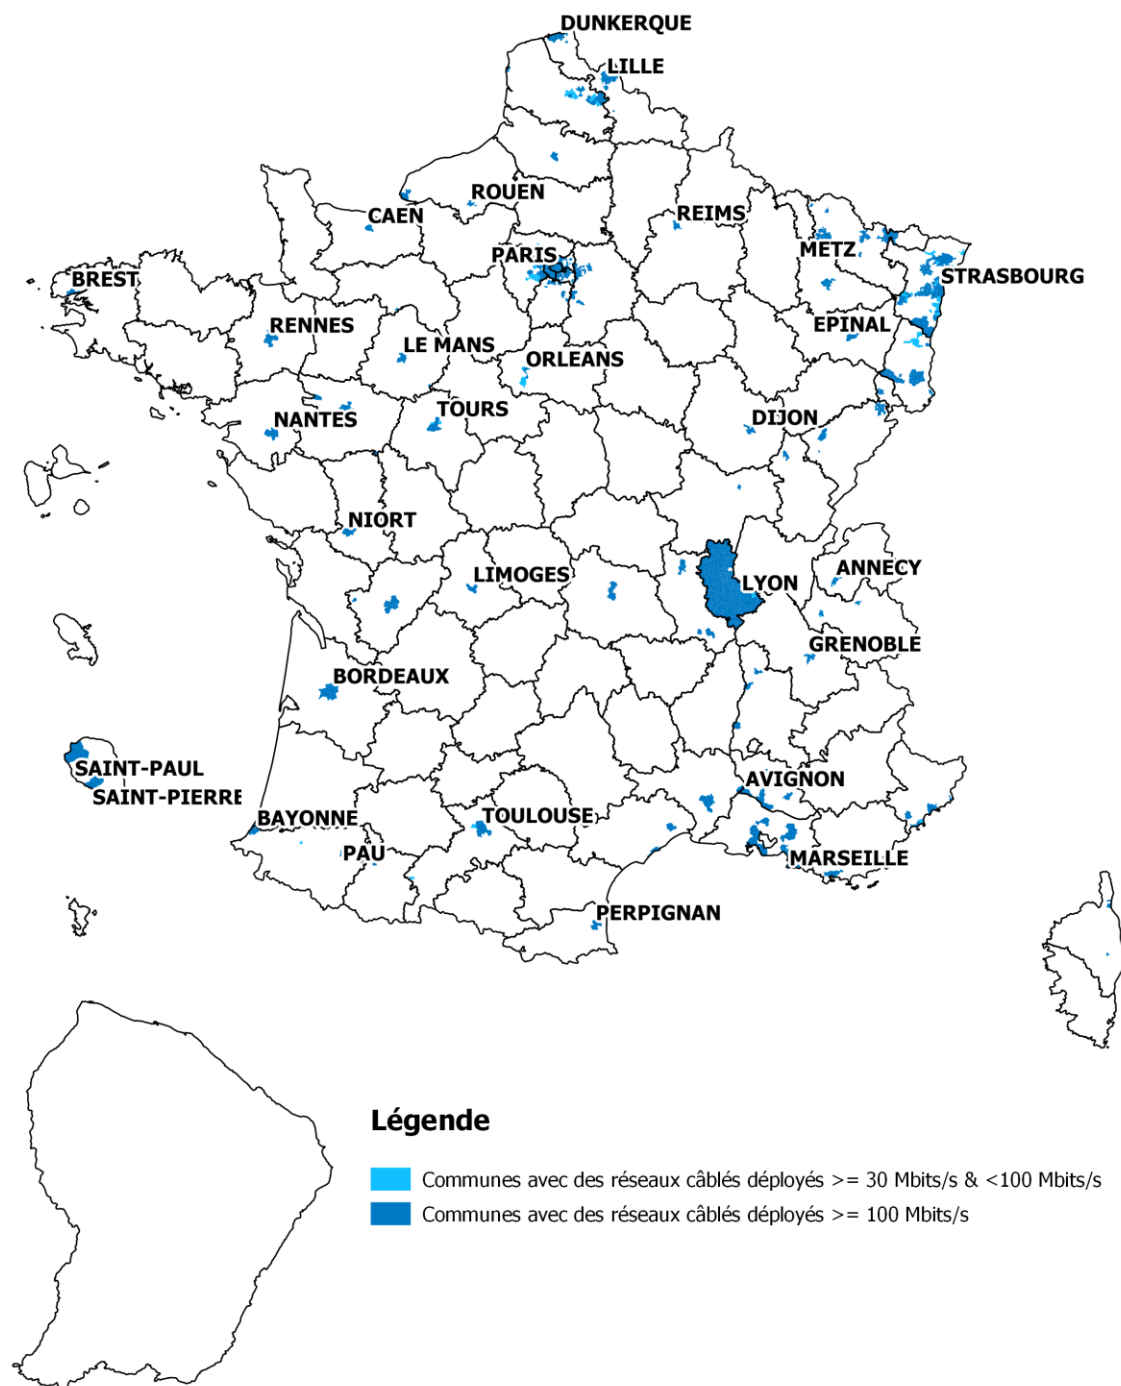 DUNKERQUE
LILLE
ROUEN
CAEN
REIMS
PARIS
METZ
STRASBOURG
BREST
RENNES
LE MANS
ORLEANS
EPINAL
NANTES
TOURS
DIJON
NIORT
LIMOGES
LYON
ANNECY
GRENOBLE
BORDEAUX
SAINT-PAUL
SAINT-PIERRE
AVIGNON
BAYONNE
TOULOUSE
PAU
MARSEILLE
PERPIGNAN
Légende
Communes avec des réseaux câblés déployés >= 30 Mbits/s & <100 Mbits/s
Communes avec des réseaux câblés déployés >= 100 Mbits/s